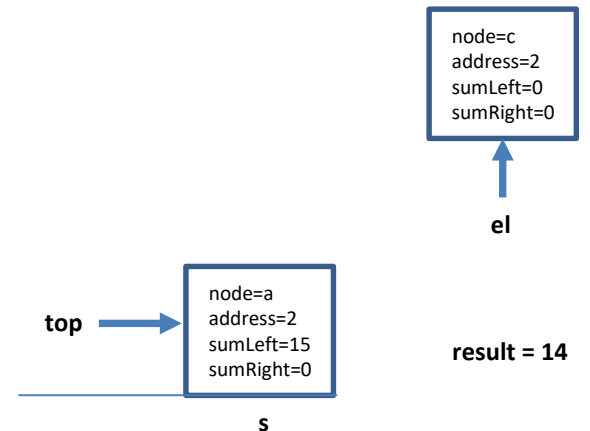 node=c
address=2
sumLeft=0
sumRight=0
el
top
node=a
address=2
sumLeft=15
sumRight=0
result = 14
s